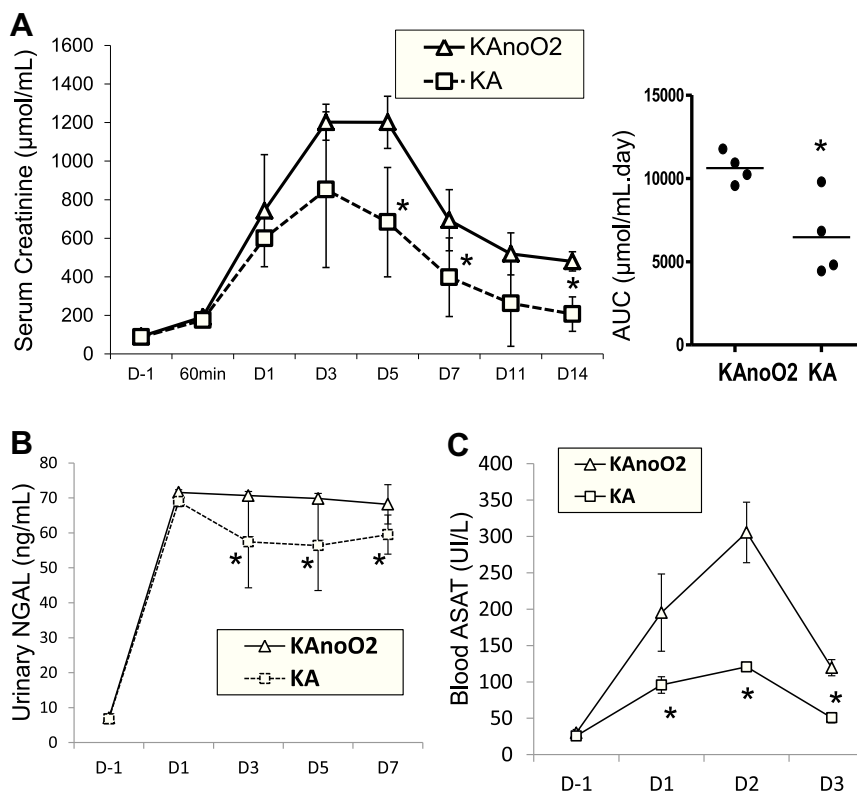 A
Serum Creatinine (µmol/mL)
1600
1400
1200
1000
800
600
400
200
0
D-1 60min D1 D3 D5 D7 D11 D14
KAnoO2
KA
* * *
AUC (µmol/mL.day)
15000
10000
5000
0
*
KAnoO2 KA
B
Urinary NGAL (ng/mL)
80
70
60
50
40
30
20
10
0
* * *
KAnoO2
KA
D-1 D1 D3 D5 D7
C
Blood ASAT (UI/L)
KAnoO2
KA
400
350
300
250
200
150
100
50
0
* * *
D-1 D1 D2 D3